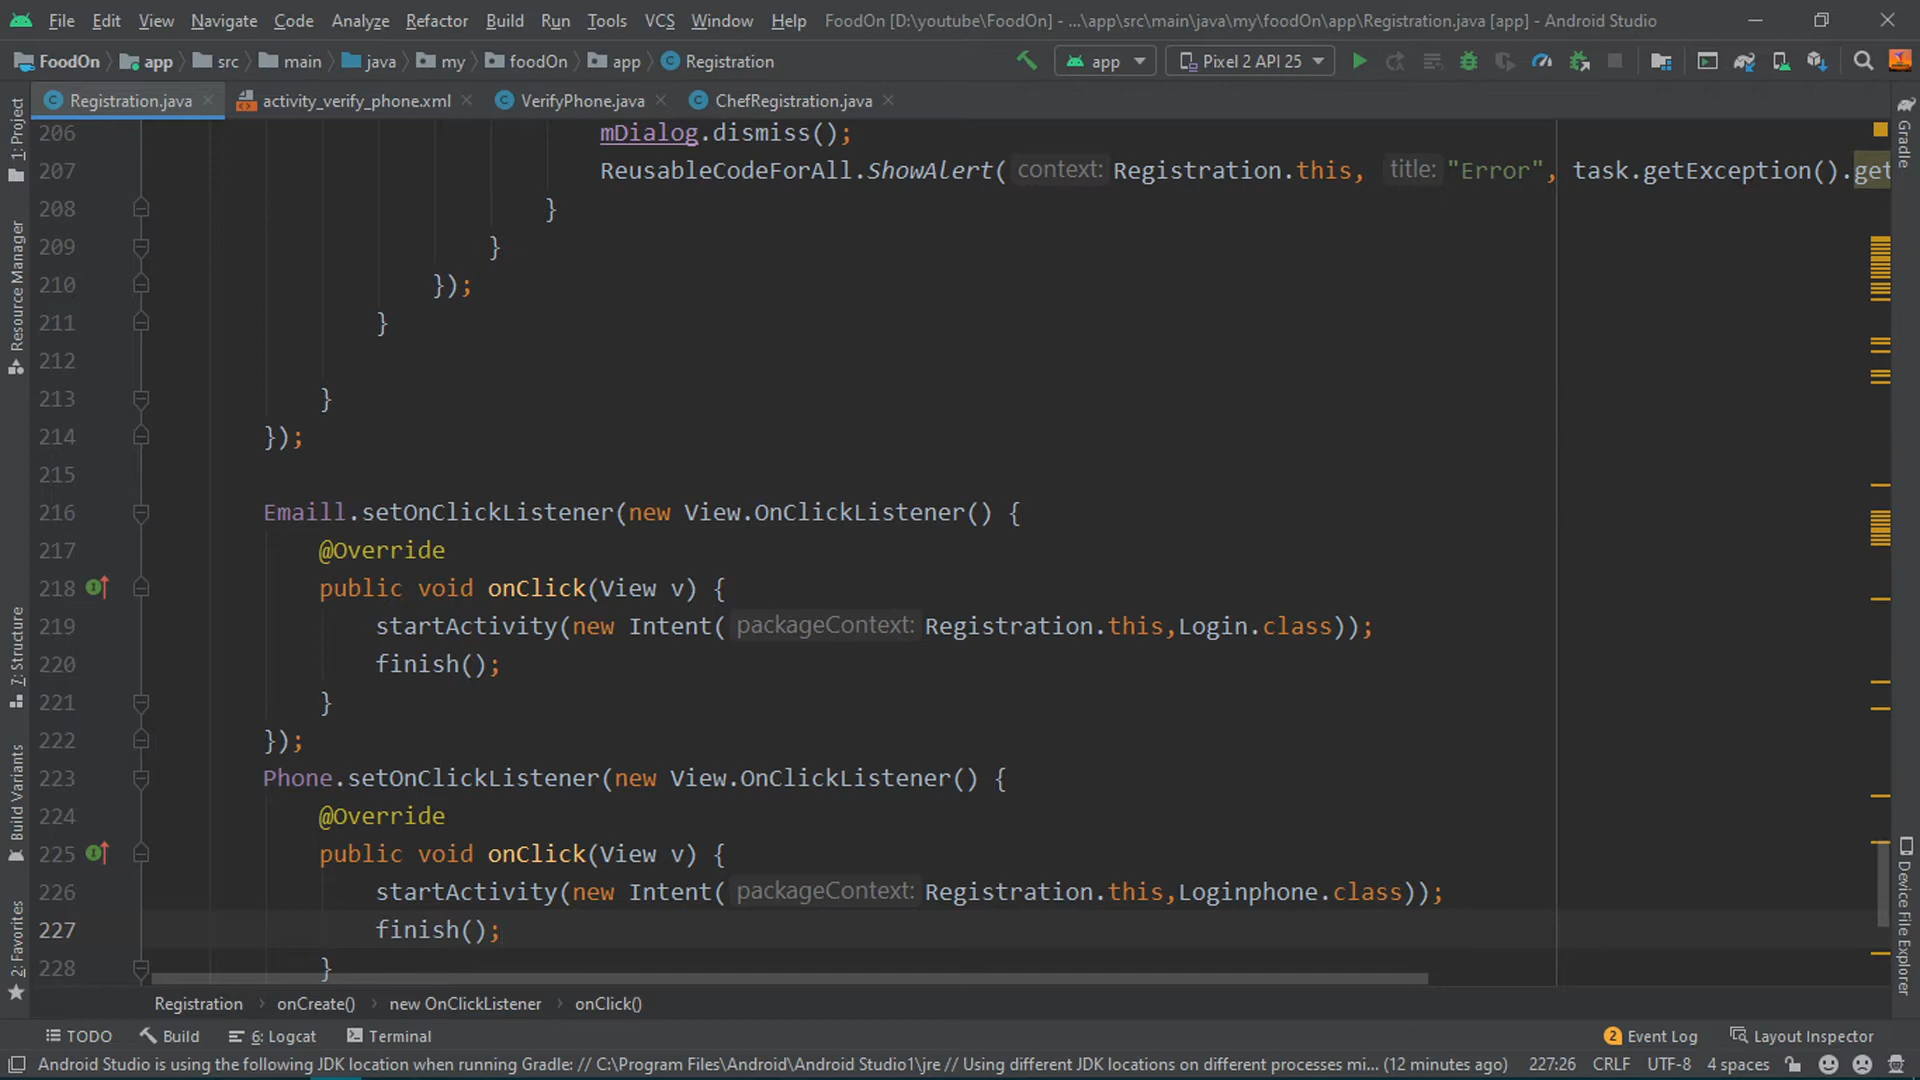 File Edit View Navigate Code Analyze Refactor Build Run Tools VCS Window Help FoodOn [D:\youtube\FoodOn] - ...\app\src\main\java\my\foodOn\app\Registration.java [app] - Android Studio
FoodOn app src main java my foodOn app Registration app Pixel 2 API 25
Registration.java activity_verify_phone.xml VerifyPhone.java ChefRegistration.java
1: Project
Resource Manager
7: Structure
Build Variants
2: Favorites
206 mDialog.dismiss();
207 ReusableCodeForAll.ShowAlert( context: Registration.this, title: "Error", task.getException().get
208 }
209 }
210 });
211 }
212
213 }
214 });
215
216 Emaill.setOnClickListener(new View.OnClickListener() {
217 @Override
218 public void onClick(View v) {
219 startActivity(new Intent( packageContext: Registration.this,Login.class));
220 finish();
221 }
222 });
223 Phone.setOnClickListener(new View.OnClickListener() {
224 @Override
225 public void onClick(View v) {
226 startActivity(new Intent( packageContext: Registration.this,Loginphone.class));
227 finish();
228 }
Gradle
Device File Explorer
Registration onCreate() new OnClickListener onClick()
TODO Build 6: Logcat Terminal 2 Event Log Layout Inspector
Android Studio is using the following JDK location when running Gradle: // C:\Program Files\Android\Android Studio1\jre // Using different JDK locations on different processes mi... (12 minutes ago) 227:26 CRLF UTF-8 4 spaces